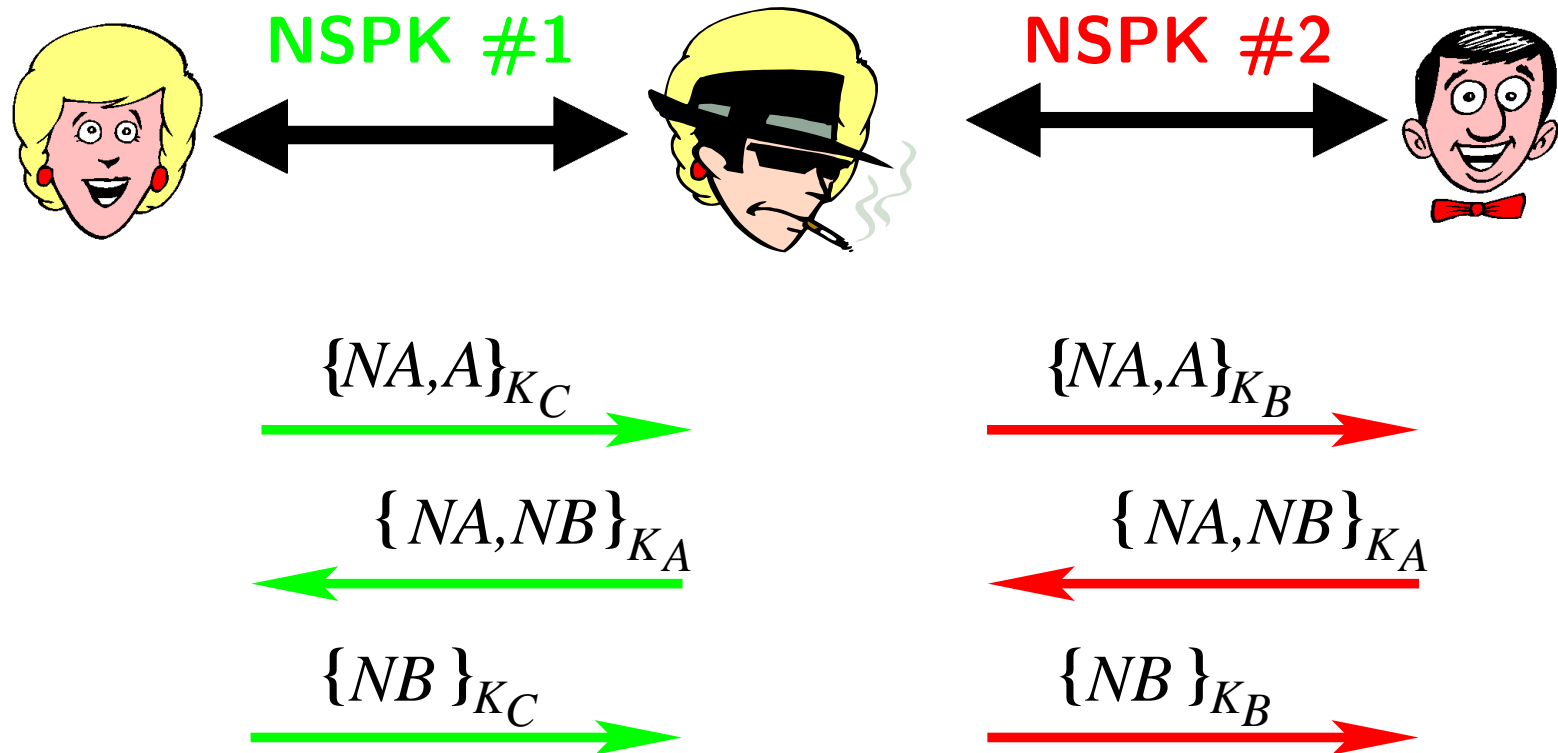 NSPK #1 NSPK #2
{NA,A}K_C {NA,A}K_B
{NA,NB}K_A {NA,NB}K_A
{NB}K_C {NB}K_B